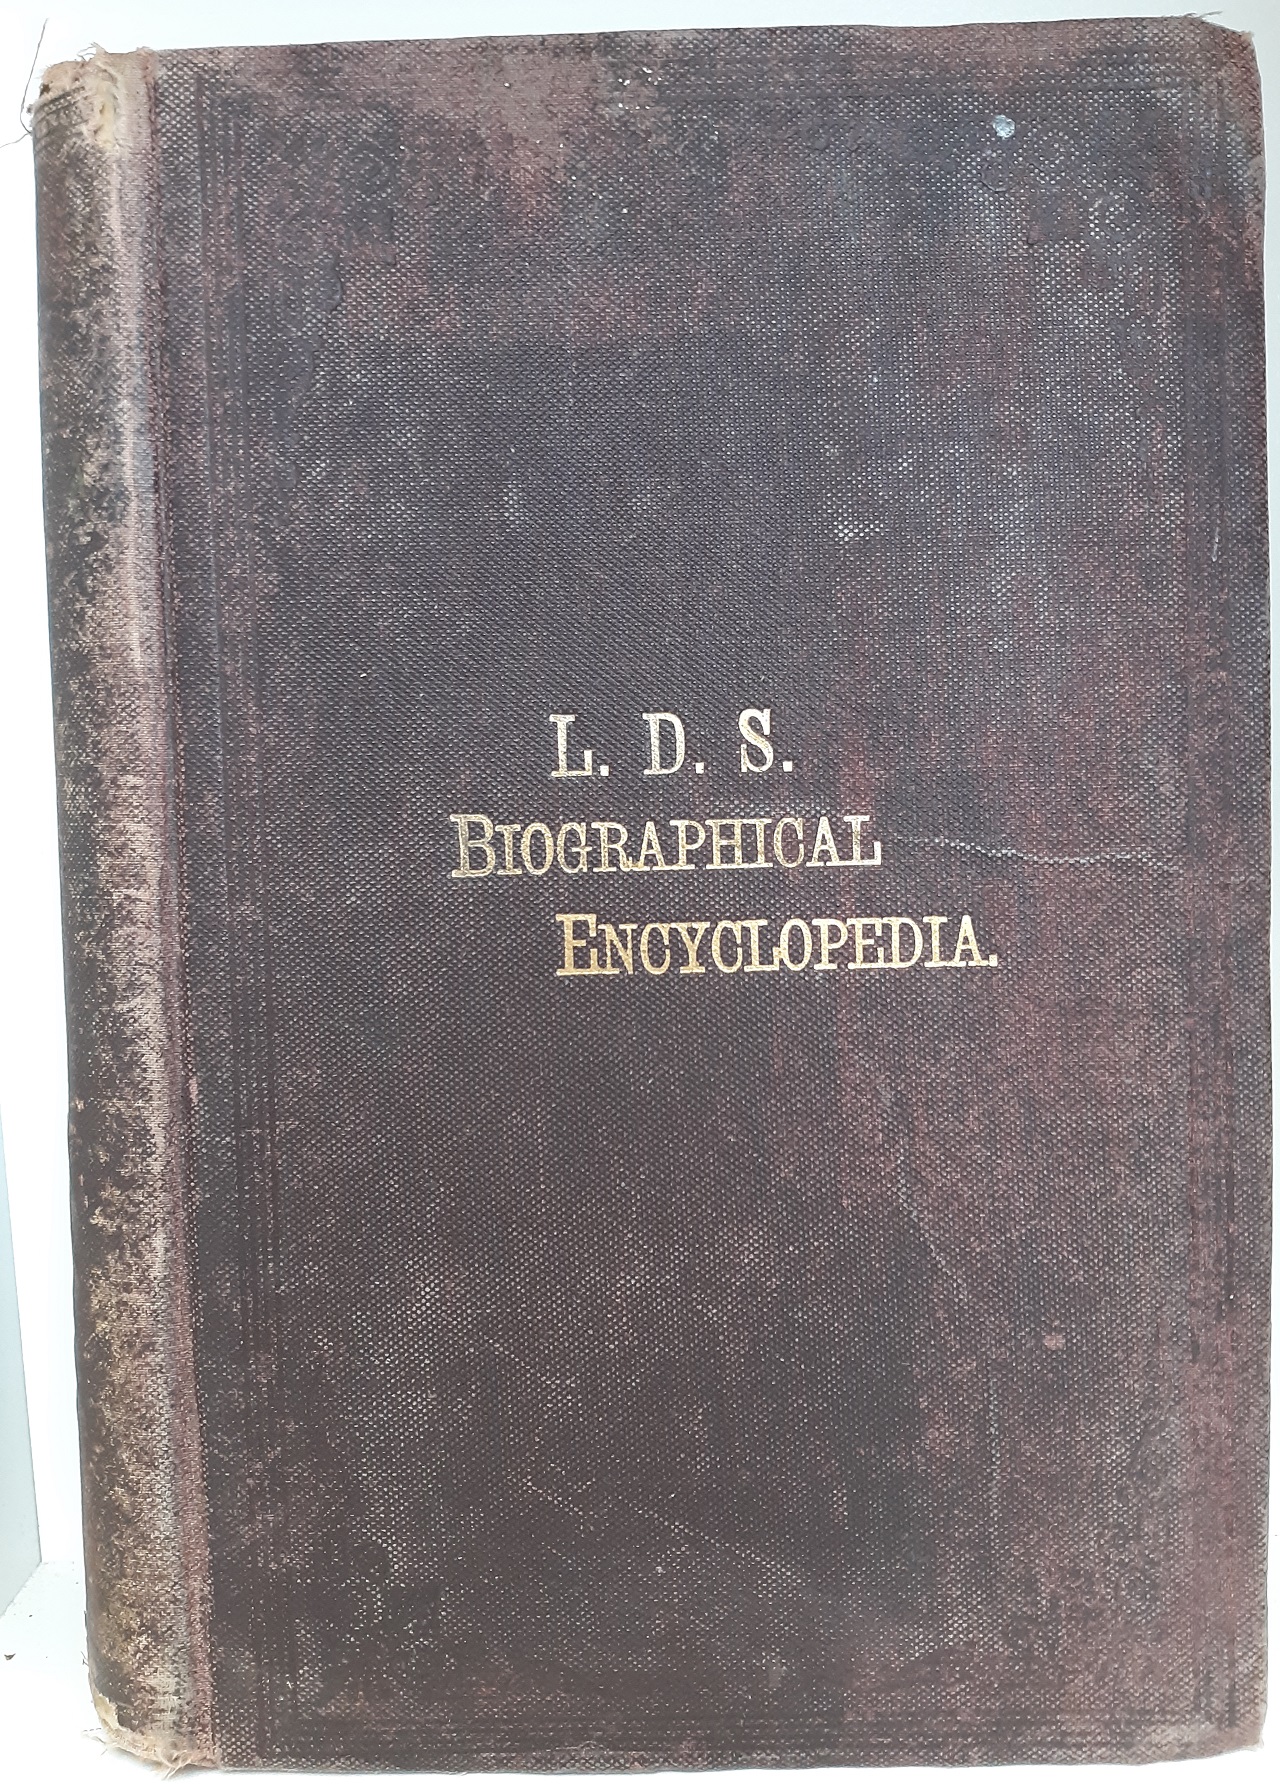 L. D. S.
BIOGRAPHICAL
ENCYCLOPEDIA.